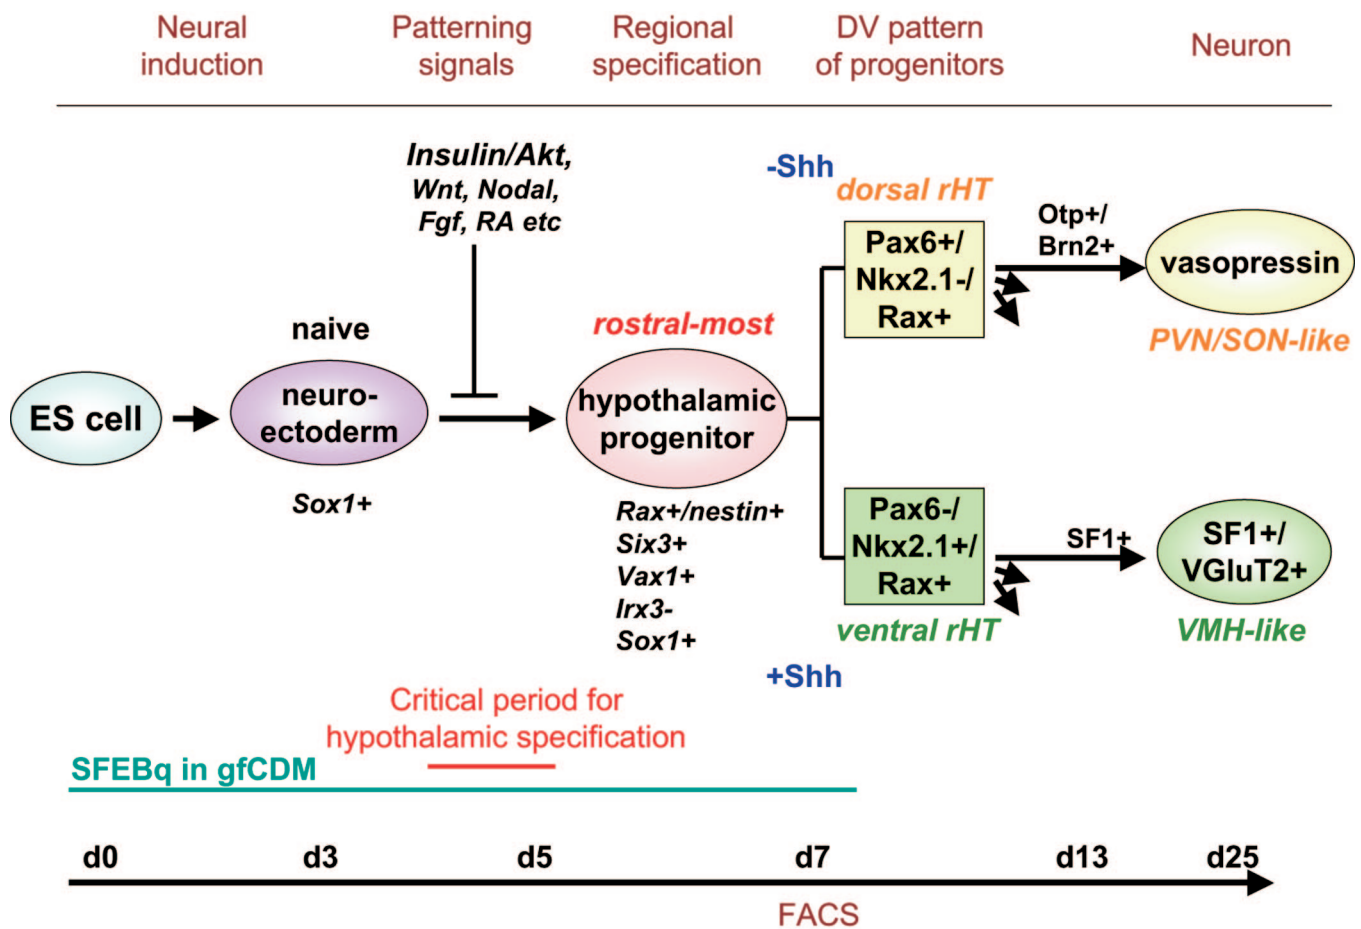 Neural
induction
Patterning
signals
Regional
specification
DV pattern
of progenitors
Neuron
Insulin/Akt,
Wnt, Nodal,
Fgf, RA etc
-Shh
dorsal rHT
Pax6+/
Nkx2.1-/
Rax+
Otp+/
Brn2+
vasopressin
PVN/SON-like
ES cell
naive
neuro-
ectoderm
Sox1+
rostral-most
hypothalamic
progenitor
Rax+/nestin+
Six3+
Vax1+
Irx3-
Sox1+
Pax6-/
Nkx2.1+/
Rax+
ventral rHT
+Shh
SF1+
SF1+/
VGluT2+
VMH-like
Critical period for
hypothalamic specification
SFEBq in gfCDM
d0 d3 d5 d7 d13 d25
FACS